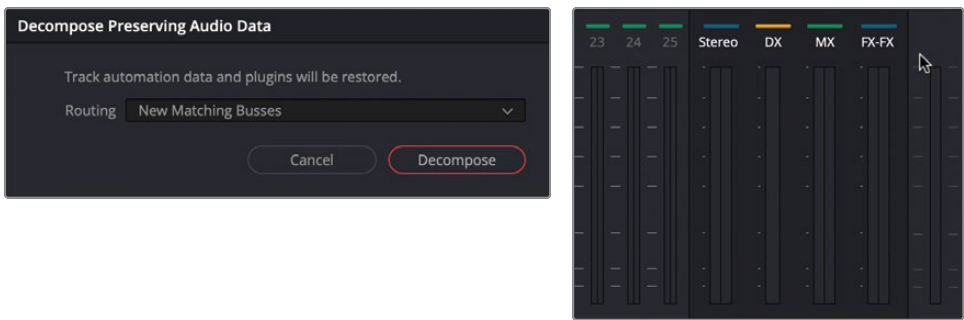 Decompose Preserving Audio Data
Track automation data and plugins will be restored.
Routing New Matching Busses
Cancel Decompose
23 24 25 Stereo DX MX FX-FX